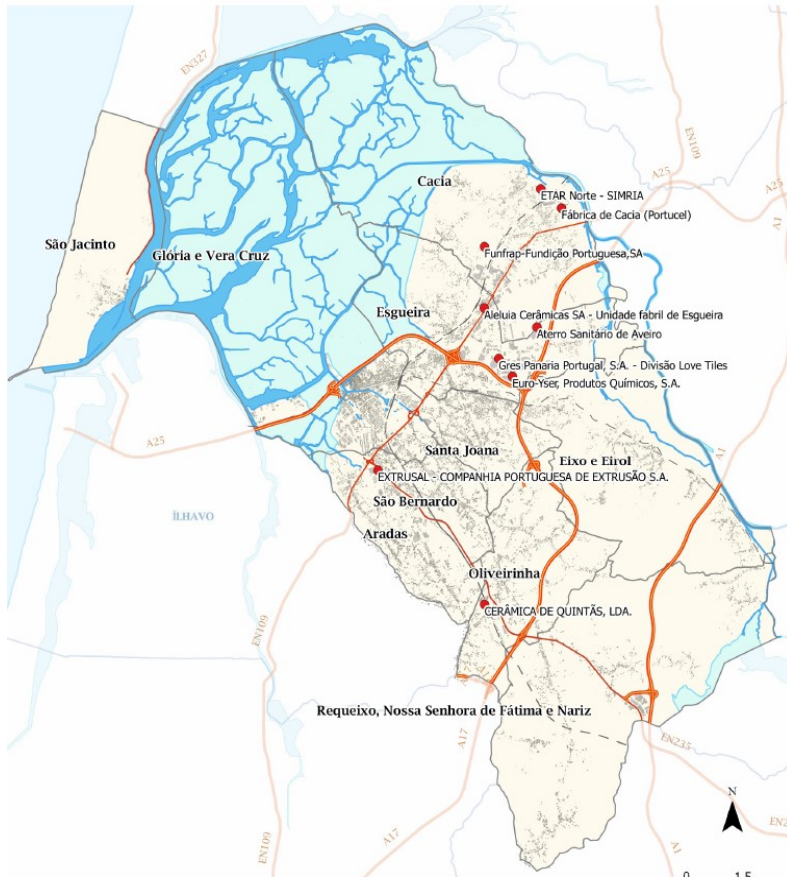 EN327
EN109
A25
A25
A1
Cacia
ETAR Norte - SIMRIA
Fábrica de Cacia (Portucel)
São Jacinto
Glória e Vera Cruz
Funfrap-Fundição Portuguesa,SA
Esgueira
Aleluia Cerâmicas SA - Unidade fabril de Esgueira
Aterro Sanitário de Aveiro
Gres Panaria Portugal, S.A. - Divisão Love Tiles
Euro-Yser, Produtos Químicos, S.A.
A25
Santa Joana
Eixo e Eirol
A1
EXTRUSAL - COMPANHIA PORTUGUESA DE EXTRUSÃO S.A.
São Bernardo
ÍLHAVO
Aradas
Oliveirinha
CERÂMICA DE QUINTÃS, LDA.
EN109
Requeixo, Nossa Senhora de Fátima e Nariz
A17
EN235
N
A17
A1
EN109
0 1.5